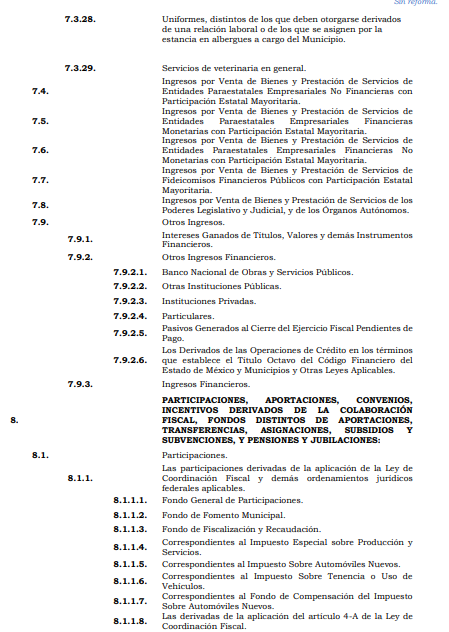 Sin reforma.
7.3.28. Uniformes, distintos de los que deben otorgarse derivados
de una relación laboral o de los que se asignen por la
estancia en albergues a cargo del Municipio.
7.3.29. Servicios de veterinaria en general.
7.4. Ingresos por Venta de Bienes y Prestación de Servicios de
Entidades Paraestatales Empresariales No Financieras con
Participación Estatal Mayoritaria.
7.5. Ingresos por Venta de Bienes y Prestación de Servicios de
Entidades Paraestatales Empresariales Financieras
Monetarias con Participación Estatal Mayoritaria.
7.6. Ingresos por Venta de Bienes y Prestación de Servicios de
Entidades Paraestatales Empresariales Financieras No
Monetarias con Participación Estatal Mayoritaria.
7.7. Ingresos por Venta de Bienes y Prestación de Servicios de
Fideicomisos Financieros Públicos con Participación Estatal
Mayoritaria.
7.8. Ingresos por Venta de Bienes y Prestación de Servicios de los
Poderes Legislativo y Judicial, y de los Órganos Autónomos.
7.9. Otros Ingresos.
7.9.1. Intereses Ganados de Títulos, Valores y demás Instrumentos
Financieros.
7.9.2. Otros Ingresos Financieros.
7.9.2.1. Banco Nacional de Obras y Servicios Públicos.
7.9.2.2. Otras Instituciones Públicas.
7.9.2.3. Instituciones Privadas.
7.9.2.4. Particulares.
7.9.2.5. Pasivos Generados al Cierre del Ejercicio Fiscal Pendientes de
Pago.
7.9.2.6. Los Derivados de las Operaciones de Crédito en los términos
que establece el Título Octavo del Código Financiero del
Estado de México y Municipios y Otras Leyes Aplicables.
7.9.3. Ingresos Financieros.
8. PARTICIPACIONES, APORTACIONES, CONVENIOS,
INCENTIVOS DERIVADOS DE LA COLABORACIÓN
FISCAL, FONDOS DISTINTOS DE APORTACIONES,
TRANSFERENCIAS, ASIGNACIONES, SUBSIDIOS Y
SUBVENCIONES, Y PENSIONES Y JUBILACIONES:
8.1. Participaciones.
8.1.1. Las participaciones derivadas de la aplicación de la Ley de
Coordinación Fiscal y demás ordenamientos jurídicos
federales aplicables.
8.1.1.1. Fondo General de Participaciones.
8.1.1.2. Fondo de Fomento Municipal.
8.1.1.3. Fondo de Fiscalización y Recaudación.
8.1.1.4. Correspondientes al Impuesto Especial sobre Producción y
Servicios.
8.1.1.5. Correspondientes al Impuesto Sobre Automóviles Nuevos.
8.1.1.6. Correspondientes al Impuesto Sobre Tenencia o Uso de
Vehículos.
8.1.1.7. Correspondientes al Fondo de Compensación del Impuesto
Sobre Automóviles Nuevos.
8.1.1.8. Las derivadas de la aplicación del artículo 4-A de la Ley de
Coordinación Fiscal.